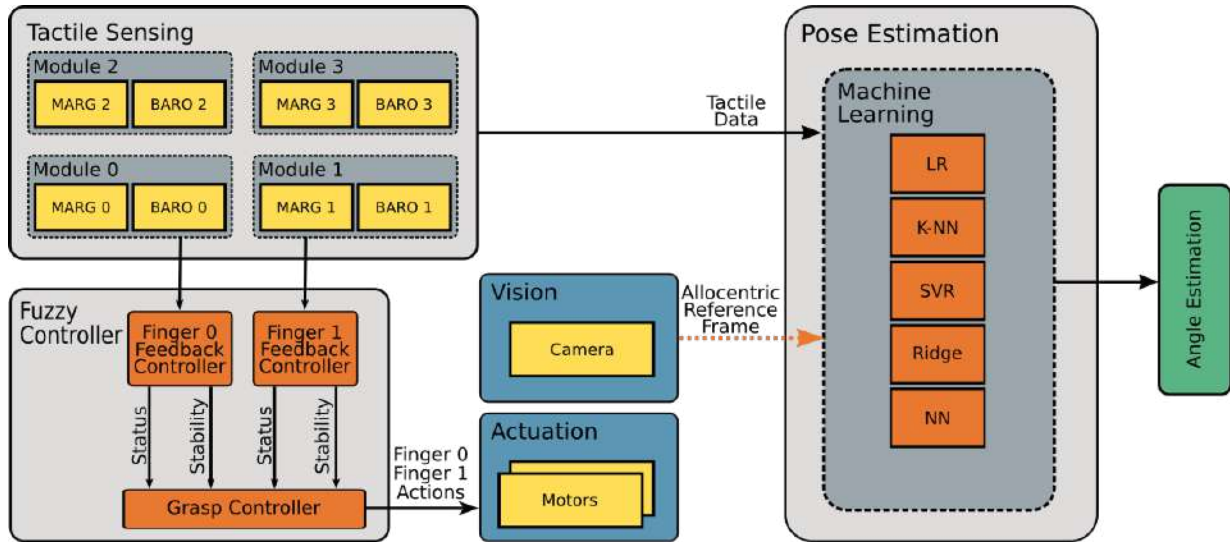 Tactile Sensing
Module 2
MARG 2
BARO 2
Module 3
MARG 3
BARO 3
Module 0
MARG 0
BARO 0
Module 1
MARG 1
BARO 1
Fuzzy
Controller
Finger 0
Feedback
Controller
Finger 1
Feedback
Controller
Status
Stability
Status
Stability
Grasp Controller
Finger 0
Finger 1
Actions
Vision
Camera
Actuation
Motors
Tactile
Data
Allocentric
Reference
Frame
Pose Estimation
Machine
Learning
LR
K-NN
SVR
Ridge
NN
Angle Estimation